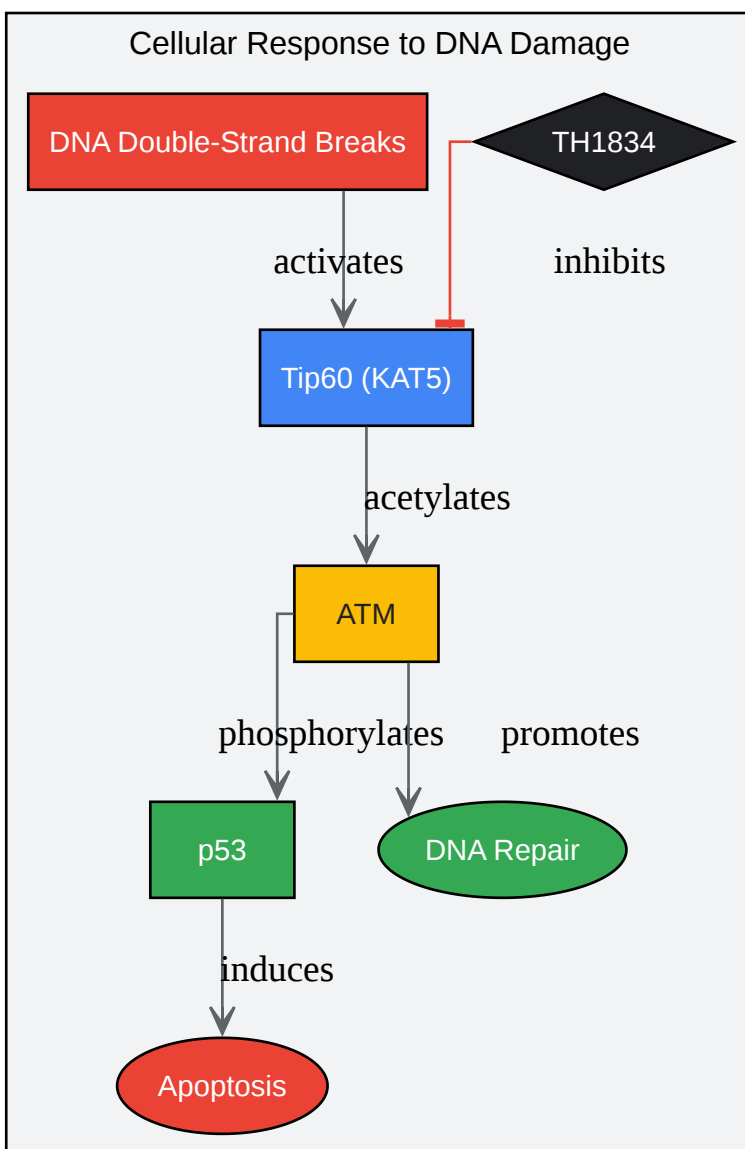 Cellular Response to DNA Damage
DNA Double-Strand Breaks
TH1834
activates
inhibits
Tip60 (KAT5)
acetylates
ATM
phosphorylates
promotes
p53
DNA Repair
induces
Apoptosis